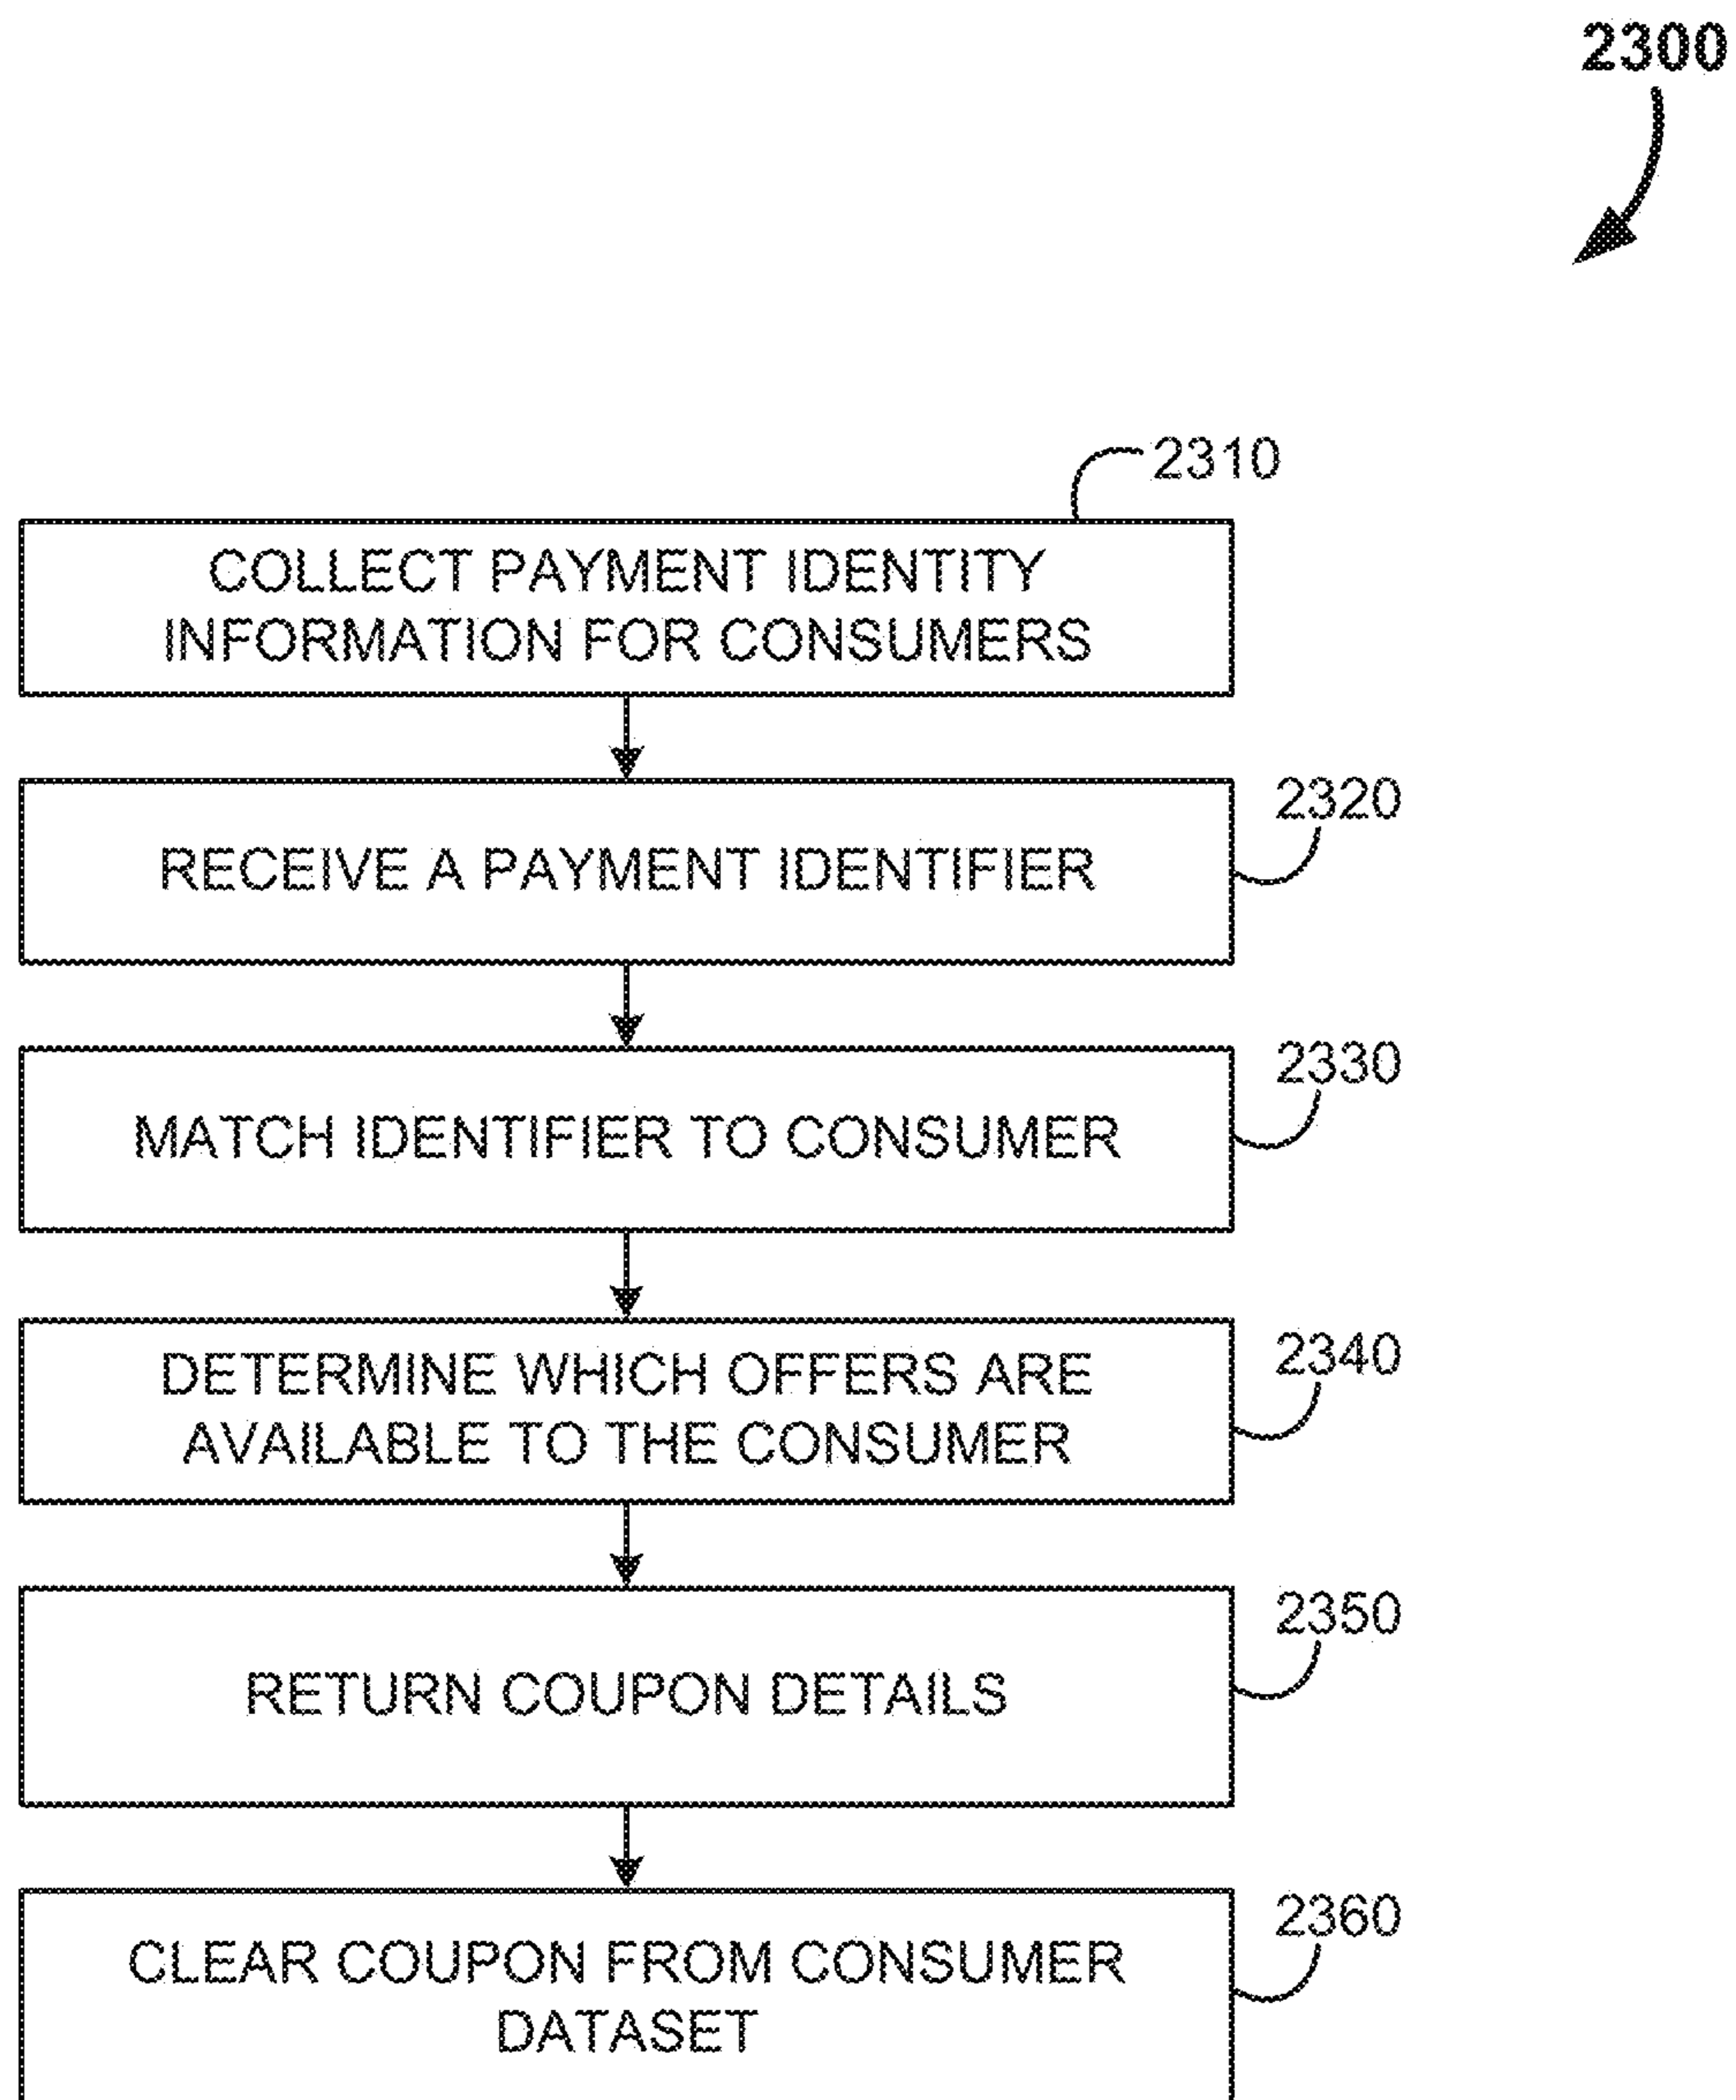 2300
2310
COLLECT PAYMENT IDENTITY
INFORMATION FOR CONSUMERS
2320
RECEIVE A PAYMENT IDENTIFIER
2330
MATCH IDENTIFIER TO CONSUMER
2340
DETERMINE WHICH OFFERS ARE
AVAILABLE TO THE CONSUMER
2350
RETURN COUPON DETAILS
2360
CLEAR COUPON FROM CONSUMER
DATASET